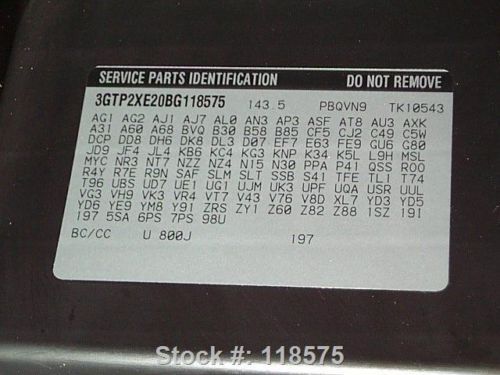 SERVICE PARTS IDENTIFICATION DO NOT REMOVE
3GTP2XE20BG118575 143.5 PBQVN9 TK10543
AG1 AG2 AJ1 AJ7 AL0 AN3 AP3 ASF AT8 AU3 AXK
A31 A60 A68 BVQ B30 B58 B85 CF5 CJ2 C49 C5W
DCP DD8 DH6 DK8 DL3 D07 EF7 E63 FE9 GU6 G80
JD9 JF4 JL4 KB6 KC4 KG3 KNP K34 K5L L9H MSL
MYC NR3 NT7 NZZ NZ4 N15 N30 PPA P41 QSS R00
R4Y R7E R9N SAF SLM SLT SSB 5A1 TFE TL1 T74
T96 UBS UD7 UE1 UG1 UJM UK3 UPF UQA USR UUL
VG3 VH9 VK3 VR4 VT7 V43 V76 V8D XL7 YD3 YD5
YD6 YE9 YM8 Y91 ZRS ZY1 Z60 Z82 Z88 1SZ 191
197 5SA 6PS 7PS 98U
BC/CC U 800J 197
Stock #: 118575